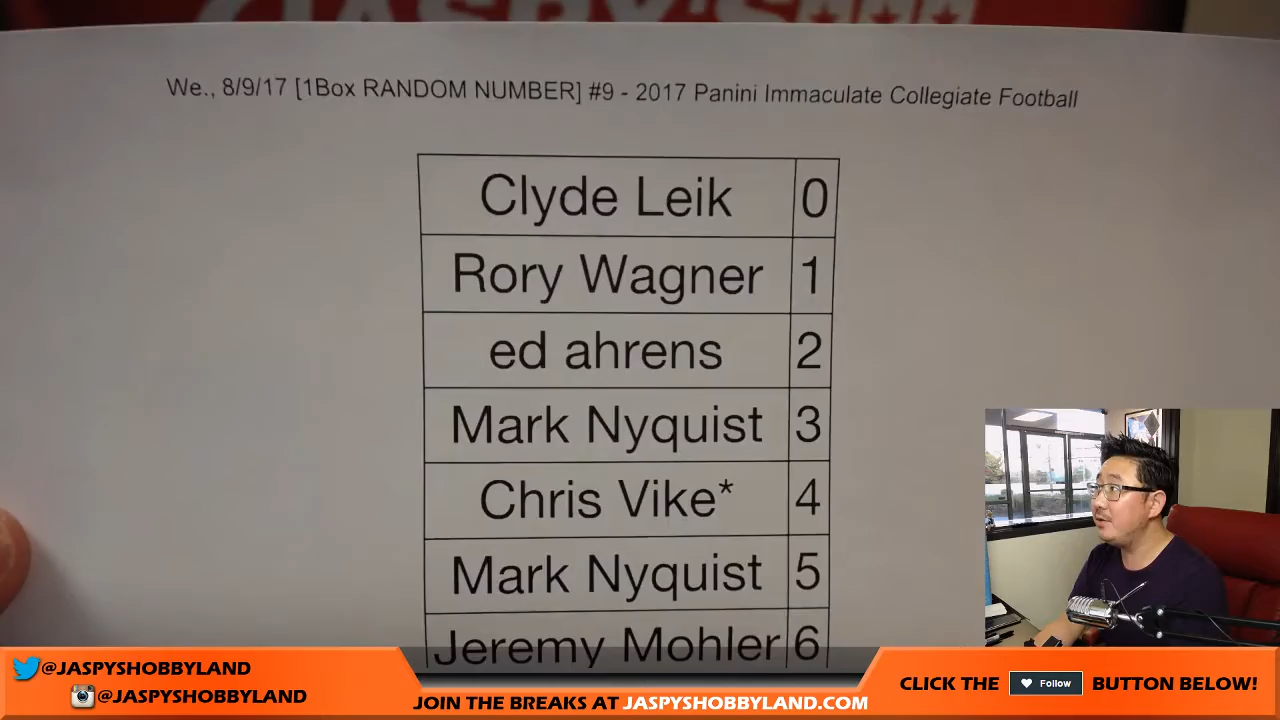 JASPY'S
We., 8/9/17 [1Box RANDOM NUMBER] #9 - 2017 Panini Immaculate Collegiate Football
Clyde Leik 0
Rory Wagner 1
ed ahrens 2
Mark Nyquist 3
Chris Vike* 4
Mark Nyquist 5
Jeremy Mohler 6
@JASPYSHOBBYLAND
@JASPYSHOBBYLAND
JOIN THE BREAKS AT JASPYSHOBBYLAND.COM
CLICK THE Follow BUTTON BELOW!